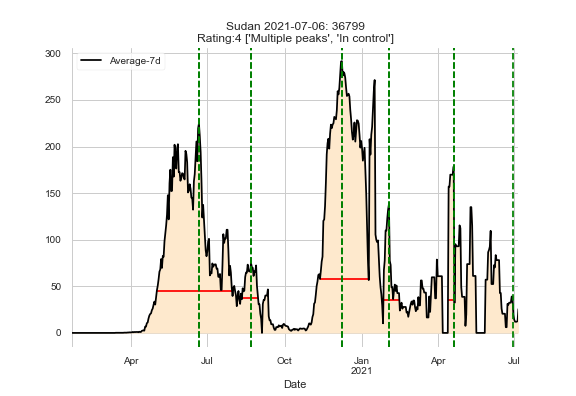 Sudan 2021-07-06: 36799
Rating:4 ['Multiple peaks', 'In control']
300
Average-7d
250
200
150
100
50
0
Apr Jul Oct Jan Apr Jul
2021
Date